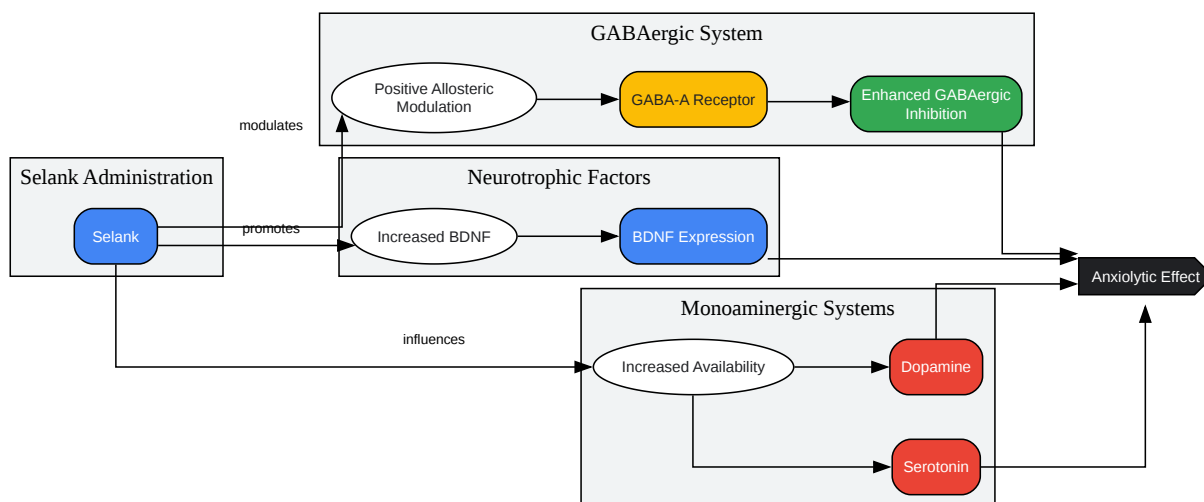 GABAergic System
Positive Allosteric
Modulation
GABA-A Receptor
Enhanced GABAergic
Inhibition
modulates
Selank Administration
Selank
promotes
Neurotrophic Factors
Increased BDNF
BDNF Expression
Anxiolytic Effect
influences
Monoaminergic Systems
Increased Availability
Dopamine
Serotonin